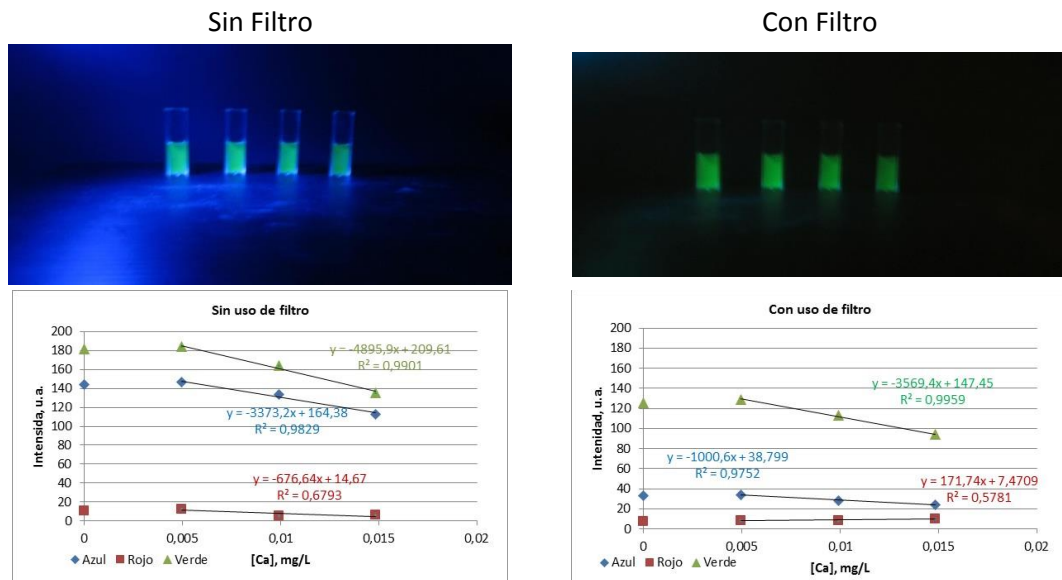 Sin Filtro
Con Filtro
Sin uso de filtro
200
180
160
140
120
100
80
60
40
20
0
Intensidad, u.a.
y = -4895,9x + 209,61
R² = 0,9901
y = -3373,2x + 164,38
R² = 0,9829
y = -676,64x + 14,67
R² = 0,6793
0 0,005 0,01 0,015 0,02
Azul Rojo Verde [Ca], mg/L
Con uso de filtro
200
180
160
140
120
100
80
60
40
20
0
Intenidad, u.a.
y = -3569,4x + 147,45
R² = 0,9959
y = -1000,6x + 38,799
R² = 0,9752
171,74x + 7,4709
R² = 0,5781
0 0,005 0,01 0,015 0,02
Azul Rojo Verde [Ca], mg/L